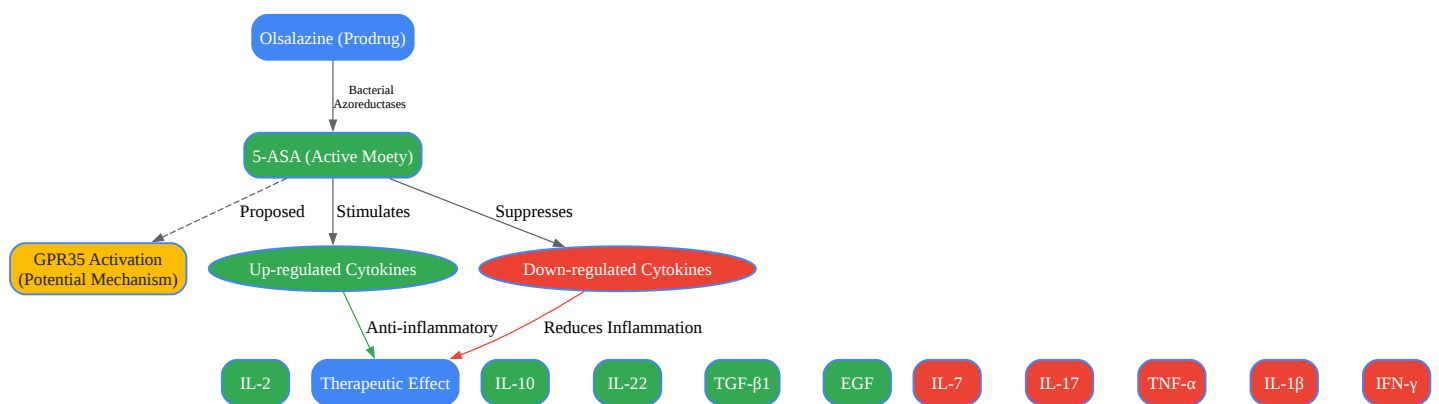 Olsalazine (Prodrug)
Bacterial
Azoreductases
5-ASA (Active Moety)
Proposed
Stimulates
Suppresses
GPR35 Activation
(Potential Mechanism)
Up-regulated Cytokines
Down-regulated Cytokines
Anti-inflammatory
Reduces Inflammation
IL-2
Therapeutic Effect
IL-10
IL-22
TGF-β1
EGF
IL-7
IL-17
TNF-α
IL-1β
IFN-γ